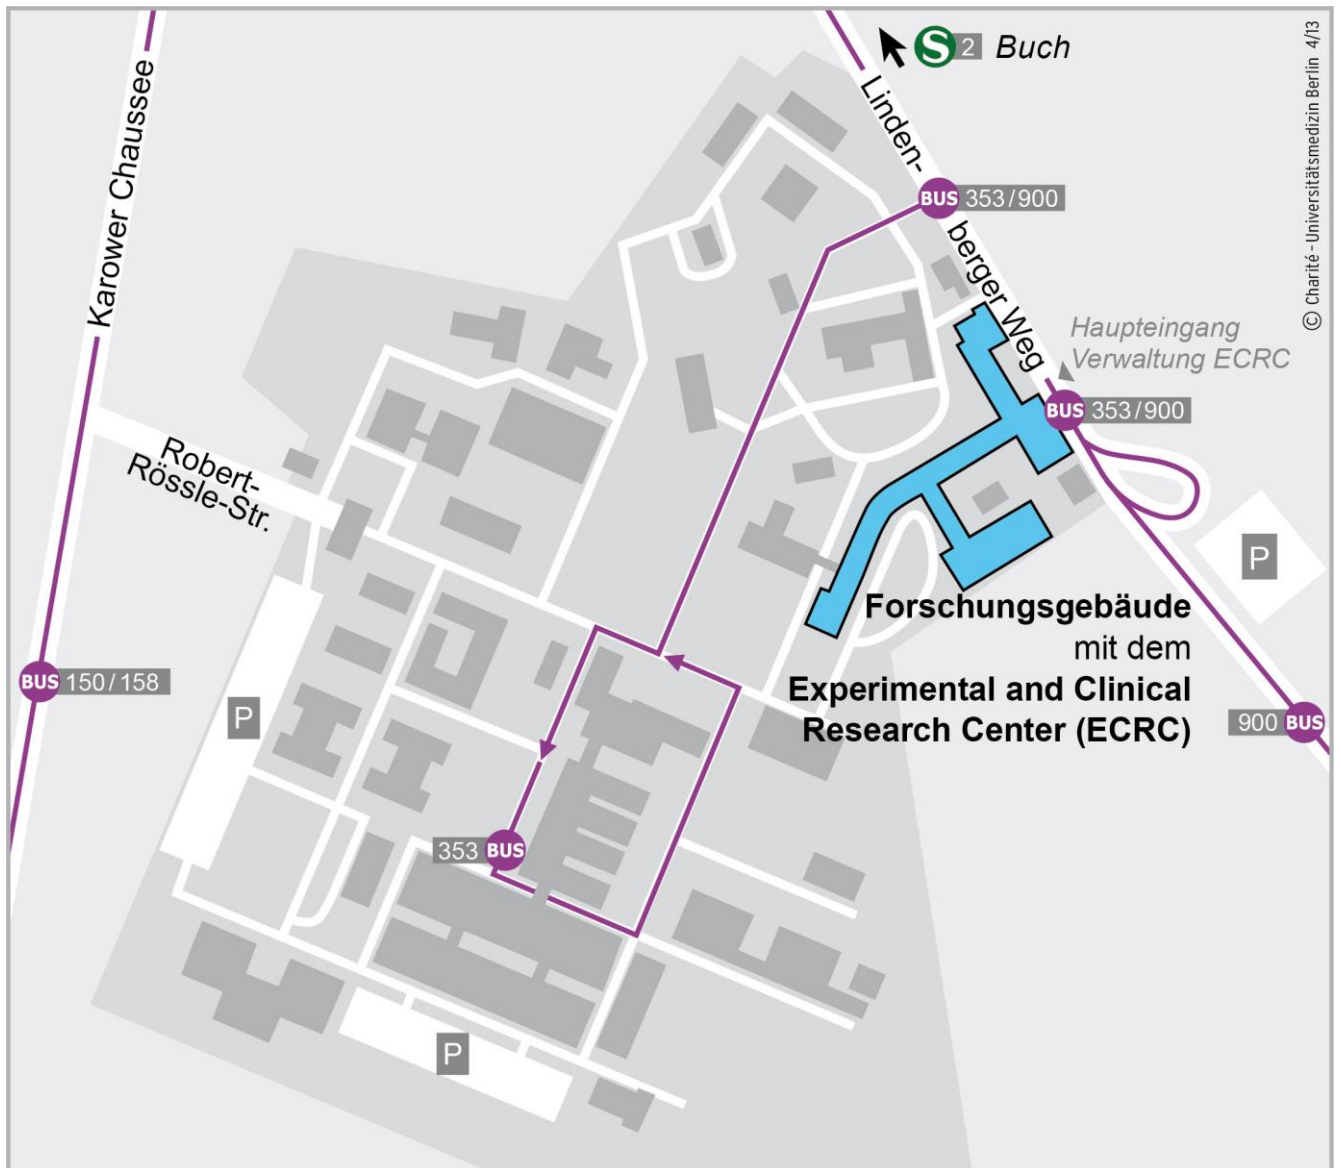 S 2 Buch
© Charité - Universitätsmedizin Berlin 4/13
Karower Chaussee
Linden-
berger Weg
BUS 353/900
Haupteingang
Verwaltung ECRC
BUS 353/900
Robert-
Rössle-Str.
P
Forschungsgebäude
mit dem
Experimental and Clinical
Research Center (ECRC)
BUS 150/158
P
900 BUS
353 BUS
P